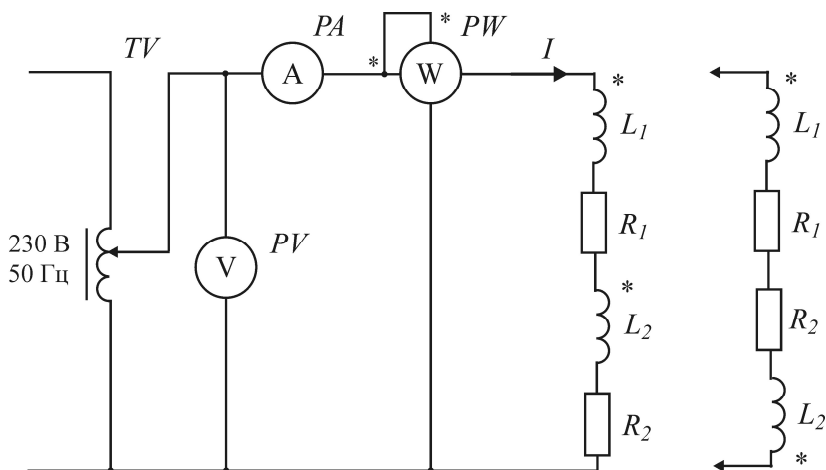 TV
PA
* PW
*
A
W
I
*
L1
R1
*
L2
R2
230 В
50 Гц
V
PV
*
L1
R1
R2
L2
*